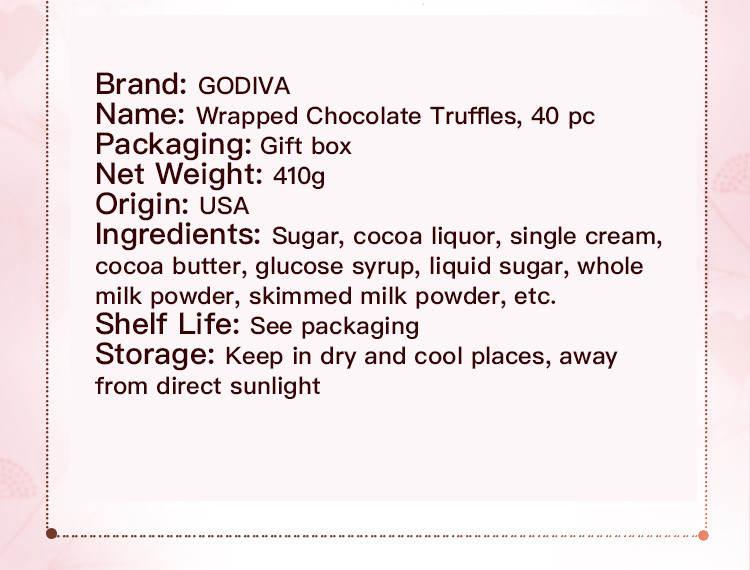 Brand: GODIVA
Name: Wrapped Chocolate Truffles, 40 pc
Packaging: Gift box
Net Weight: 410g
Origin: USA
Ingredients: Sugar, cocoa liquor, single cream,
cocoa butter, glucose syrup, liquid sugar, whole
milk powder, skimmed milk powder, etc.
Shelf Life: See packaging
Storage: Keep in dry and cool places, away
from direct sunlight